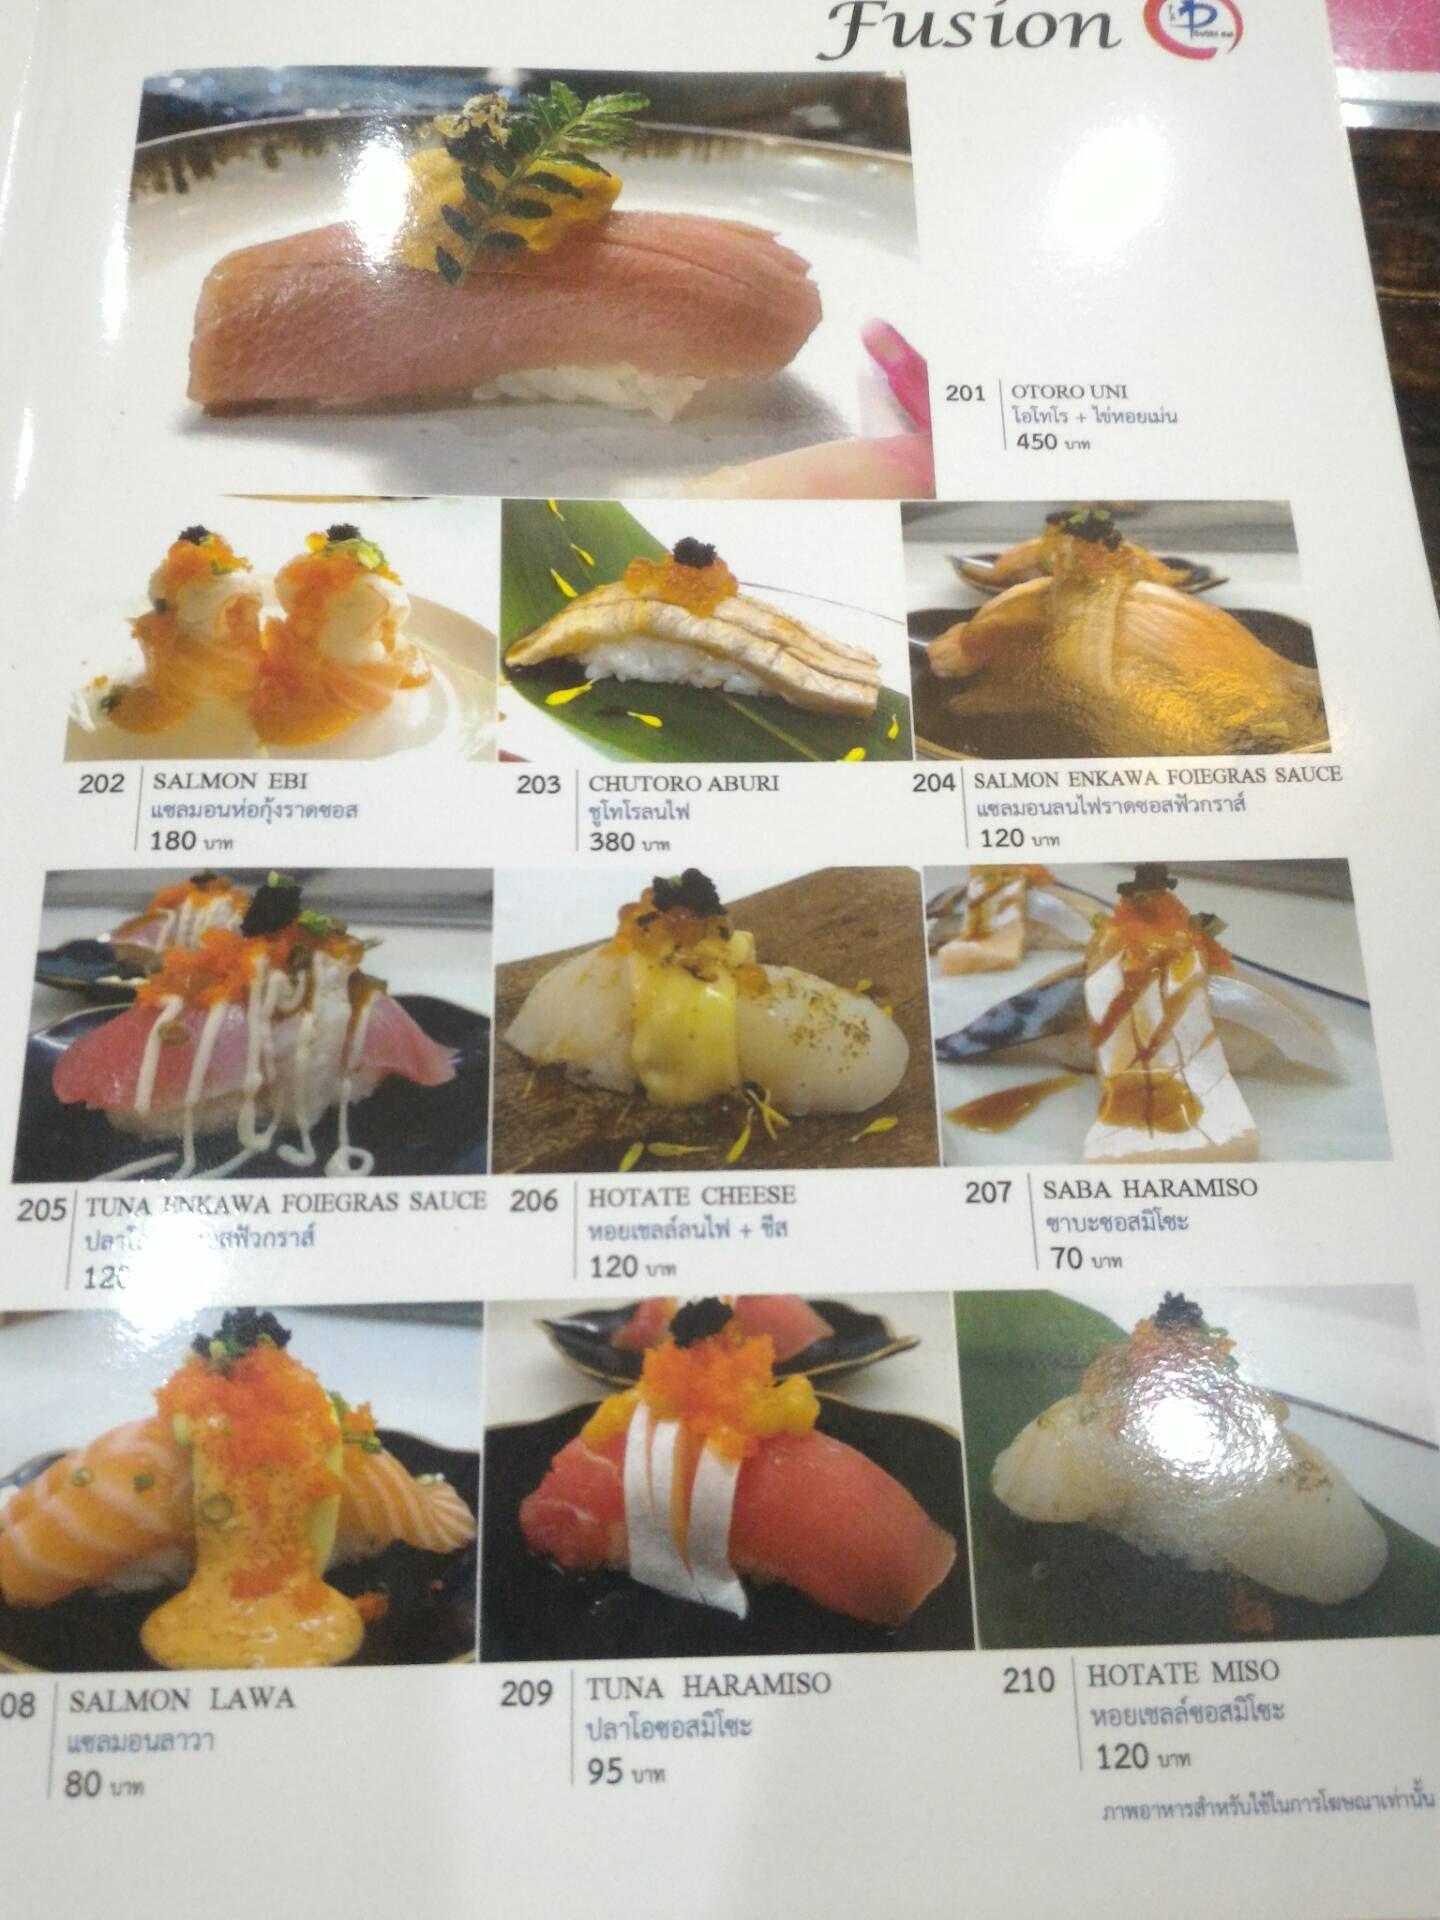 Fusion
201 OTORO UNI
โอโทโร + ไข่หอยเม่น
450 บาท
202 SALMON EBI
แซลมอนห่อกุ้งราดซอส
180 บาท
203 CHUTORO ABURI
ชูโทโรลนไฟ
380 บาท
204 SALMON ENKAWA FOIEGRAS SAUCE
แซลมอนลนไฟราดซอสฟัวกราส์
120 บาท
205 TUNA ENKAWA FOIEGRAS SAUCE
206 HOTATE CHEESE
หอยเชลล์ลนไฟ + ชีส
120 บาท
207 SABA HARAMISO
ซาบะซอสมิโซะ
70 บาท
08 SALMON LAWA
แซลมอนลาวา
80 บาท
209 TUNA HARAMISO
ปลาโอซอสมิโซะ
95 บาท
210 HOTATE MISO
หอยเชลล์ซอสมิโซะ
120 บาท
ภาพอาหารสำหรับใช้ในการโฆษณาเท่านั้น